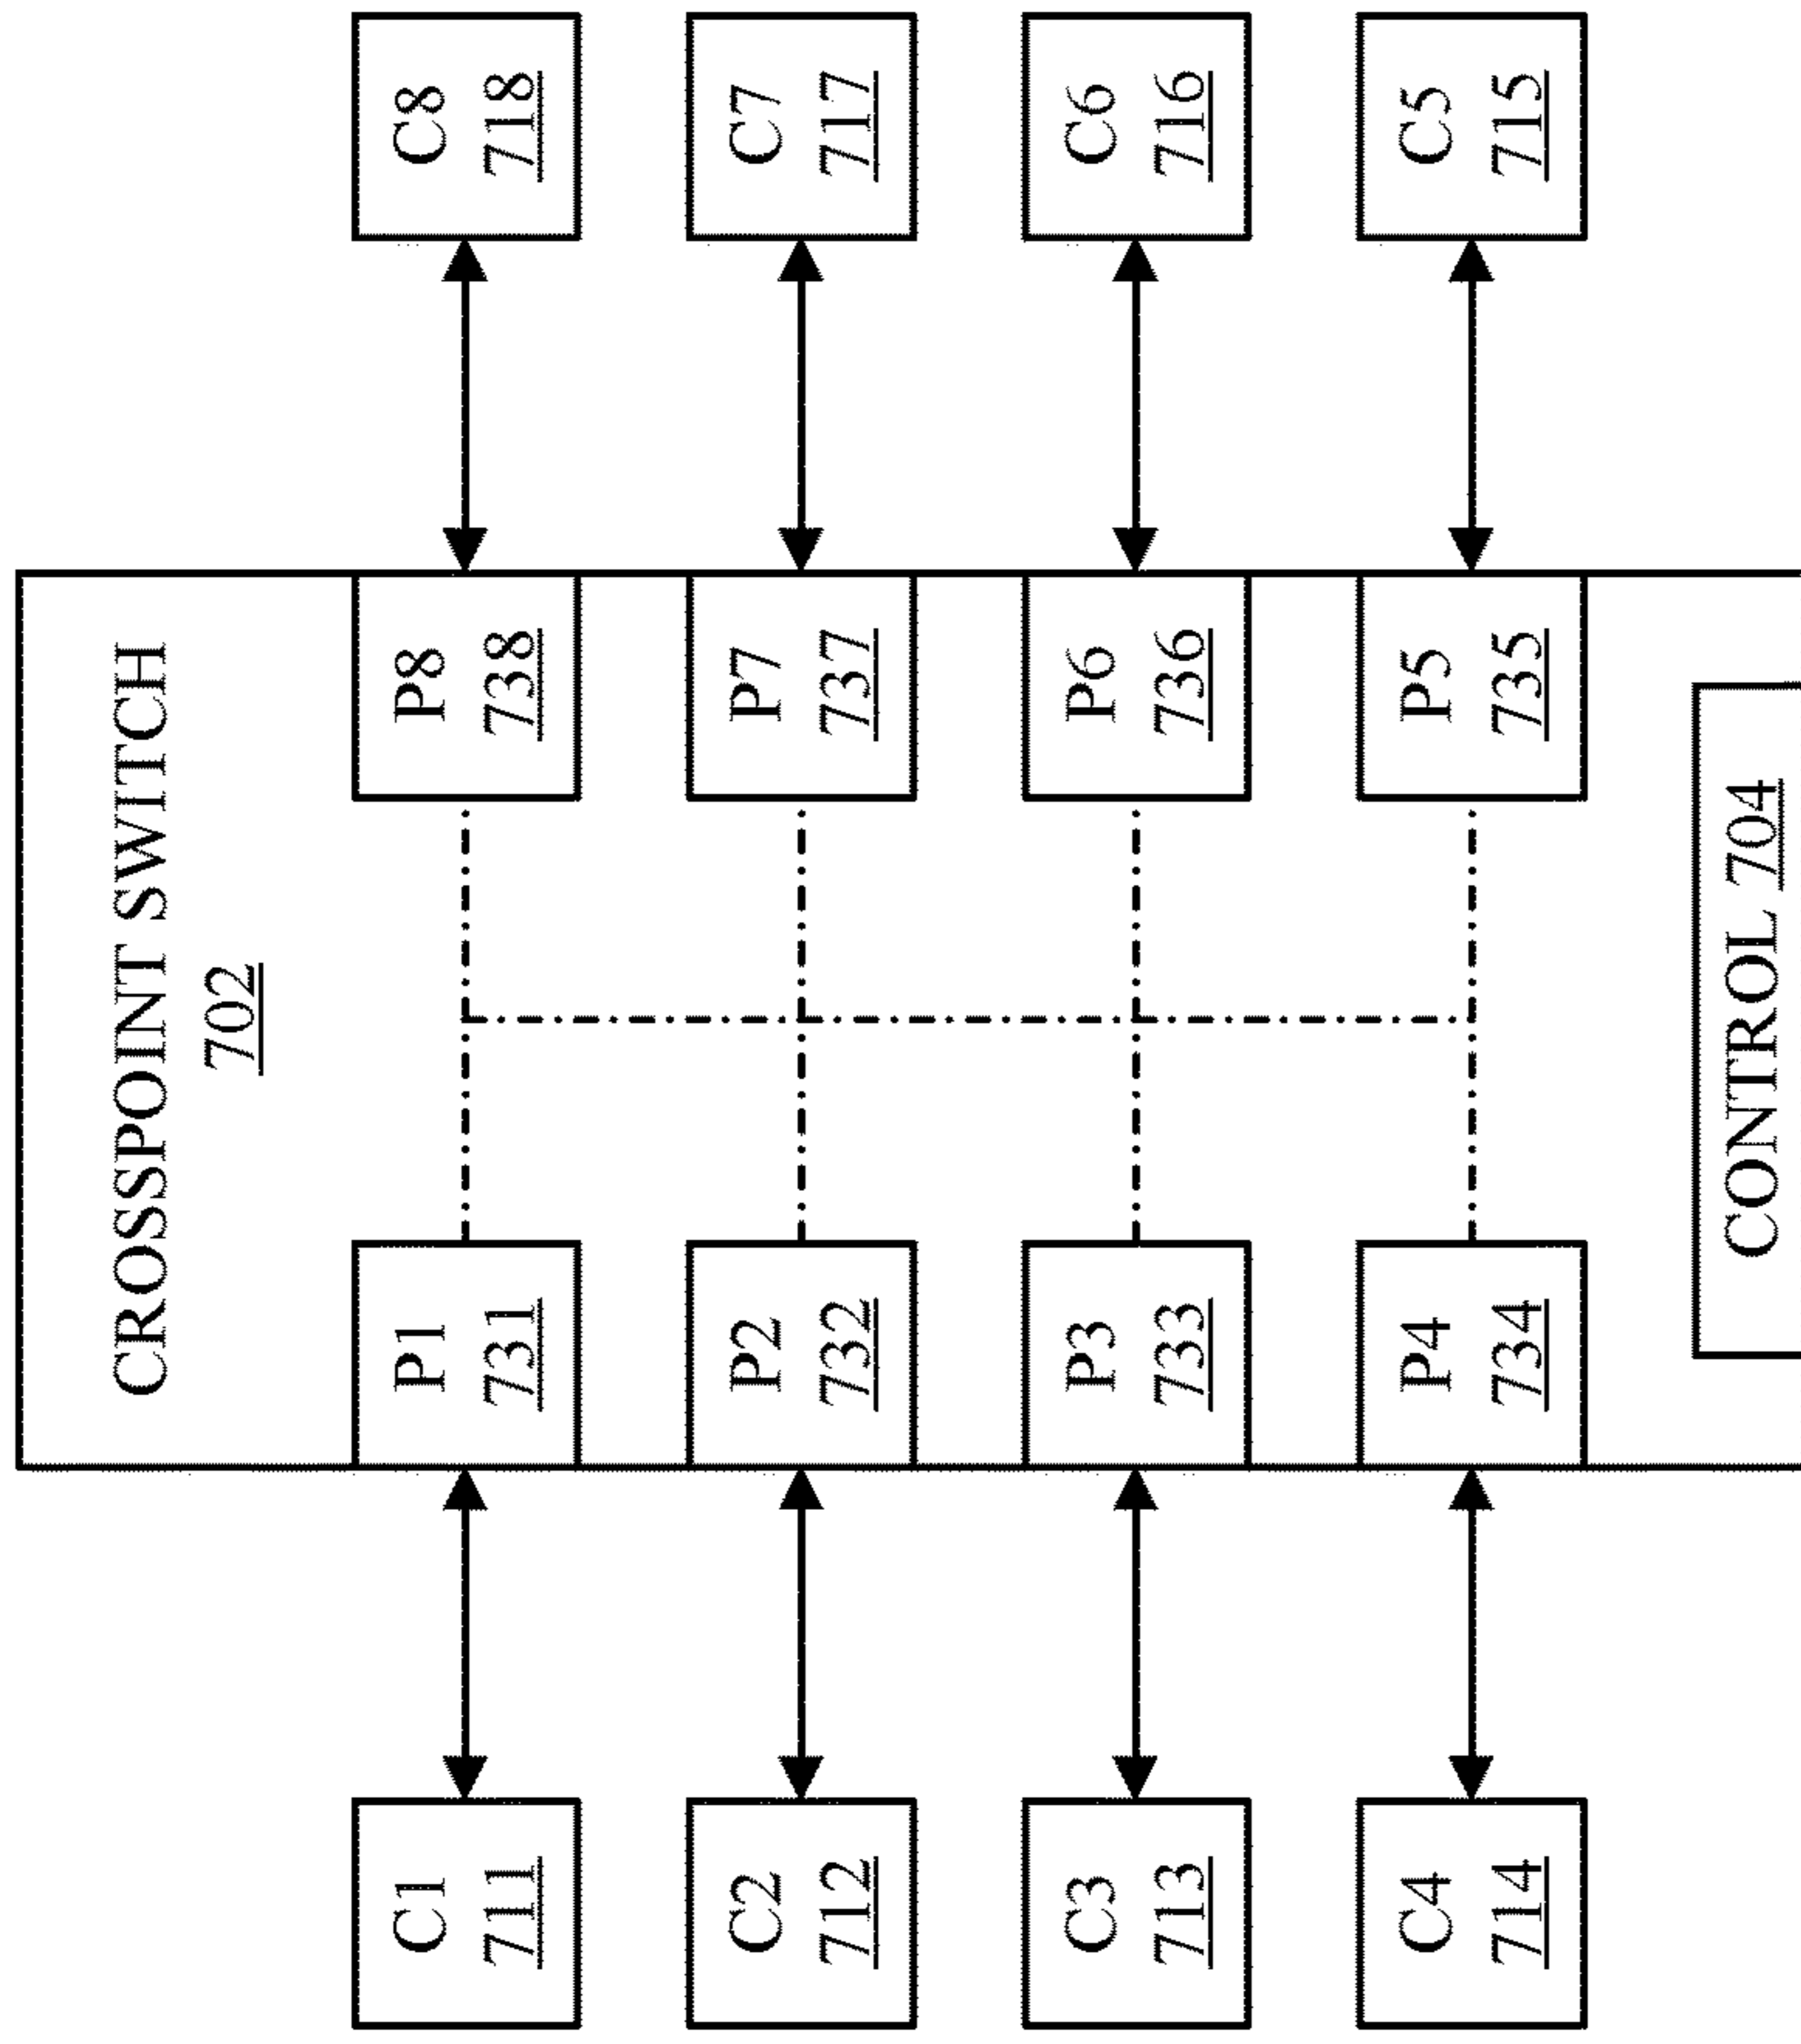 CROSSPOINT SWITCH
702
C1
711
P1
731
P8
738
C8
718
C2
712
P2
732
P7
737
C7
717
C3
713
P3
733
P6
736
C6
716
C4
714
P4
734
P5
735
C5
715
CONTROL 704